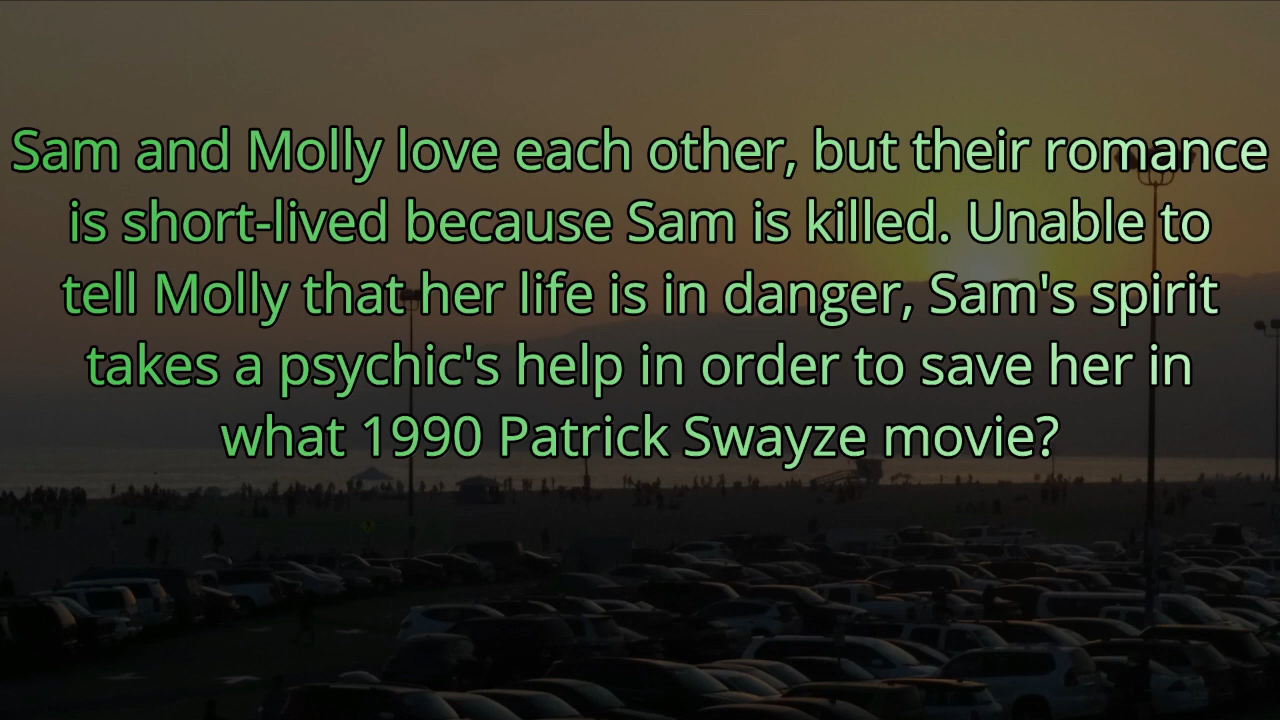 Sam and Molly love each other, but their romance
is short-lived because Sam is killed. Unable to
tell Molly that her life is in danger, Sam's spirit
takes a psychic's help in order to save her in
what 1990 Patrick Swayze movie?